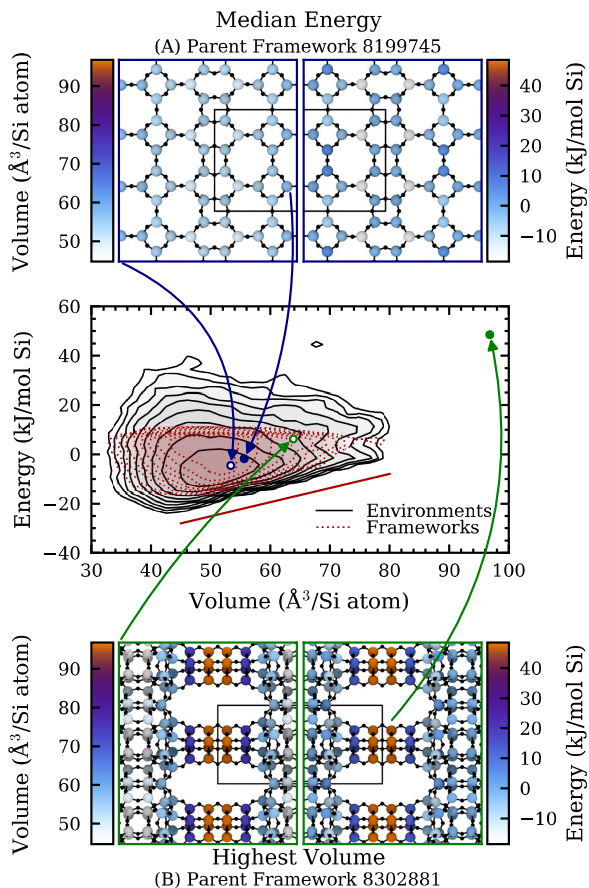 Median Energy
(A) Parent Framework 8199745
Volume (Å³/Si atom)
90
80
70
60
50
40
30
20
10
0
−10
Energy (kJ/mol Si)
Energy (kJ/mol Si)
60
40
20
0
−20
−40
Environments
Frameworks
30 40 50 60 70 80 90 100
Volume (Å³/Si atom)
Volume (Å³/Si atom)
90
80
70
60
50
40
30
20
10
0
−10
Energy (kJ/mol Si)
Highest Volume
(B) Parent Framework 8302881